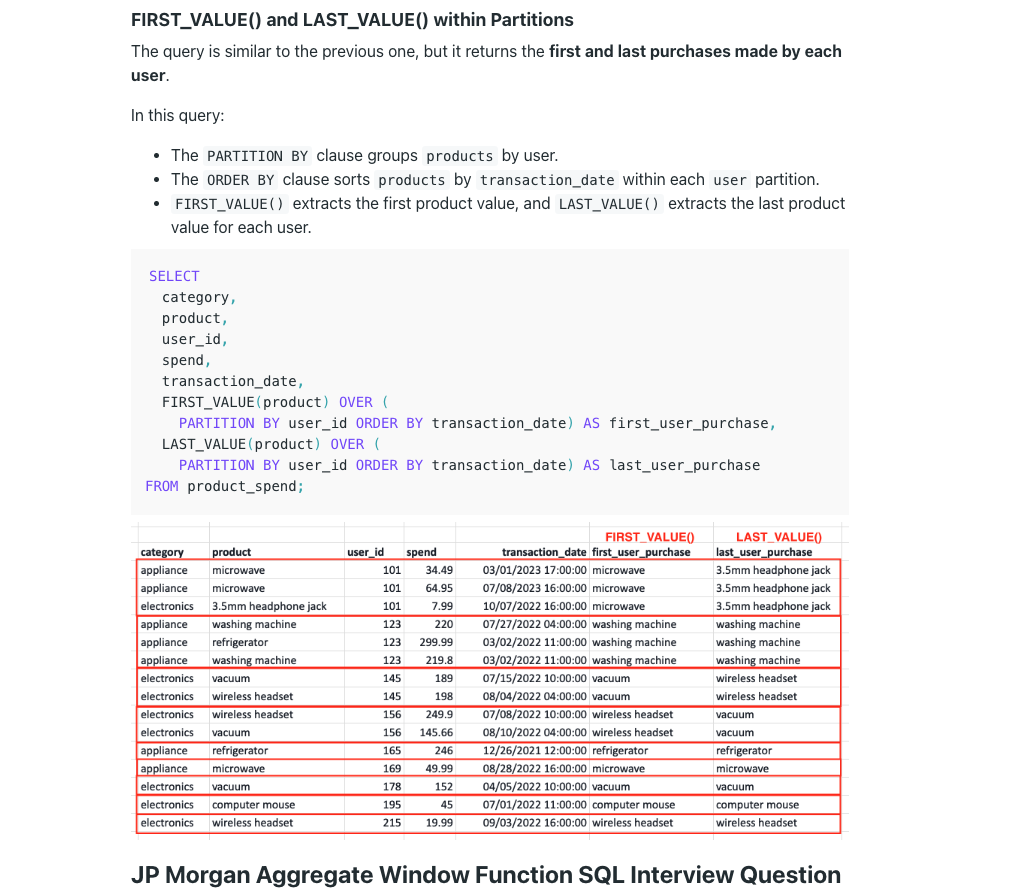 FIRST_VALUE() and LAST_VALUE() within Partitions
The query is similar to the previous one, but it returns the first and last purchases made by each
user.
In this query:
• The PARTITION BY clause groups products by user.
• The ORDER BY clause sorts products by transaction_date within each user partition.
• FIRST_VALUE() extracts the first product value, and LAST_VALUE() extracts the last product
value for each user.
SELECT
category,
product,
user_id,
spend,
transaction_date,
FIRST_VALUE(product) OVER (
PARTITION BY user_id ORDER BY transaction_date) AS first_user_purchase,
LAST_VALUE(product) OVER (
PARTITION BY user_id ORDER BY transaction_date) AS last_user_purchase
FROM product_spend;
FIRST_VALUE() LAST_VALUE()
category product user_id spend transaction_date first_user_purchase last_user_purchase
appliance microwave 101 34.49 03/01/2023 17:00:00 microwave 3.5mm headphone jack
appliance microwave 101 64.95 07/08/2023 16:00:00 microwave 3.5mm headphone jack
electronics 3.5mm headphone jack 101 7.99 10/07/2022 16:00:00 microwave 3.5mm headphone jack
appliance washing machine 123 220 07/27/2022 04:00:00 washing machine washing machine
appliance refrigerator 123 299.99 03/02/2022 11:00:00 washing machine washing machine
appliance washing machine 123 219.8 03/02/2022 11:00:00 washing machine washing machine
electronics vacuum 145 189 07/15/2022 10:00:00 vacuum wireless headset
electronics wireless headset 145 198 08/04/2022 04:00:00 vacuum wireless headset
electronics wireless headset 156 249.9 07/08/2022 10:00:00 wireless headset vacuum
electronics vacuum 156 145.66 08/10/2022 04:00:00 wireless headset vacuum
appliance refrigerator 165 246 12/26/2021 12:00:00 refrigerator refrigerator
appliance microwave 169 49.99 08/28/2022 16:00:00 microwave microwave
electronics vacuum 178 152 04/05/2022 10:00:00 vacuum vacuum
electronics computer mouse 195 45 07/01/2022 11:00:00 computer mouse computer mouse
electronics wireless headset 215 19.99 09/03/2022 16:00:00 wireless headset wireless headset
JP Morgan Aggregate Window Function SQL Interview Question